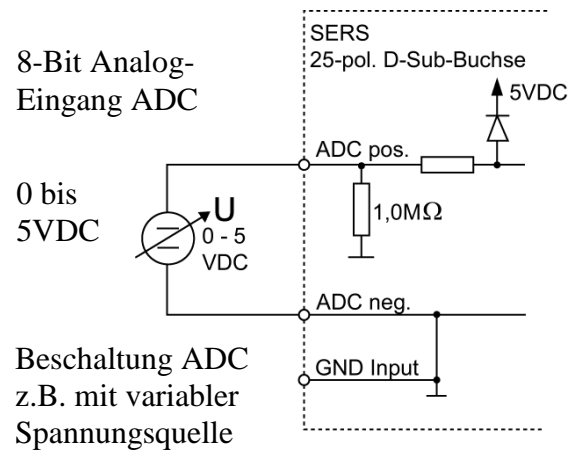 8-Bit Analog-
Eingang ADC
0 bis
5VDC
Beschaltung ADC
z.B. mit variabler
Spannungsquelle
SERS
25-pol. D-Sub-Buchse
5VDC
ADC pos.
1,0MΩ
U
0 - 5
VDC
ADC neg.
GND Input